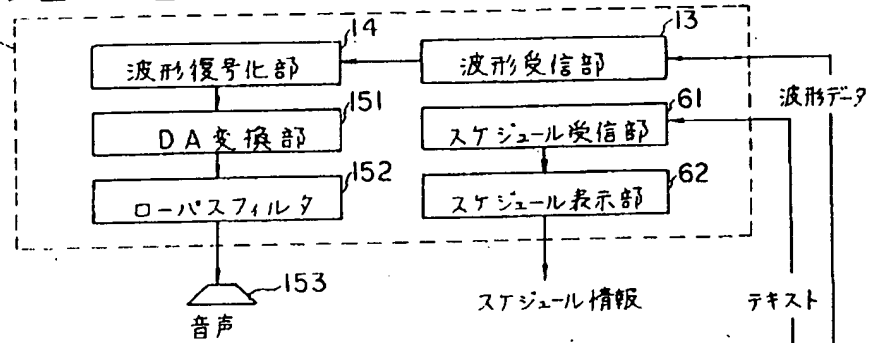 14
13
波形復号化部
波形受信部
波形データ
151
61
DA変換部
スケジュール受信部
152
62
ローパスフィルタ
スケジュール表示部
153
音声
スケジュール情報
テキスト